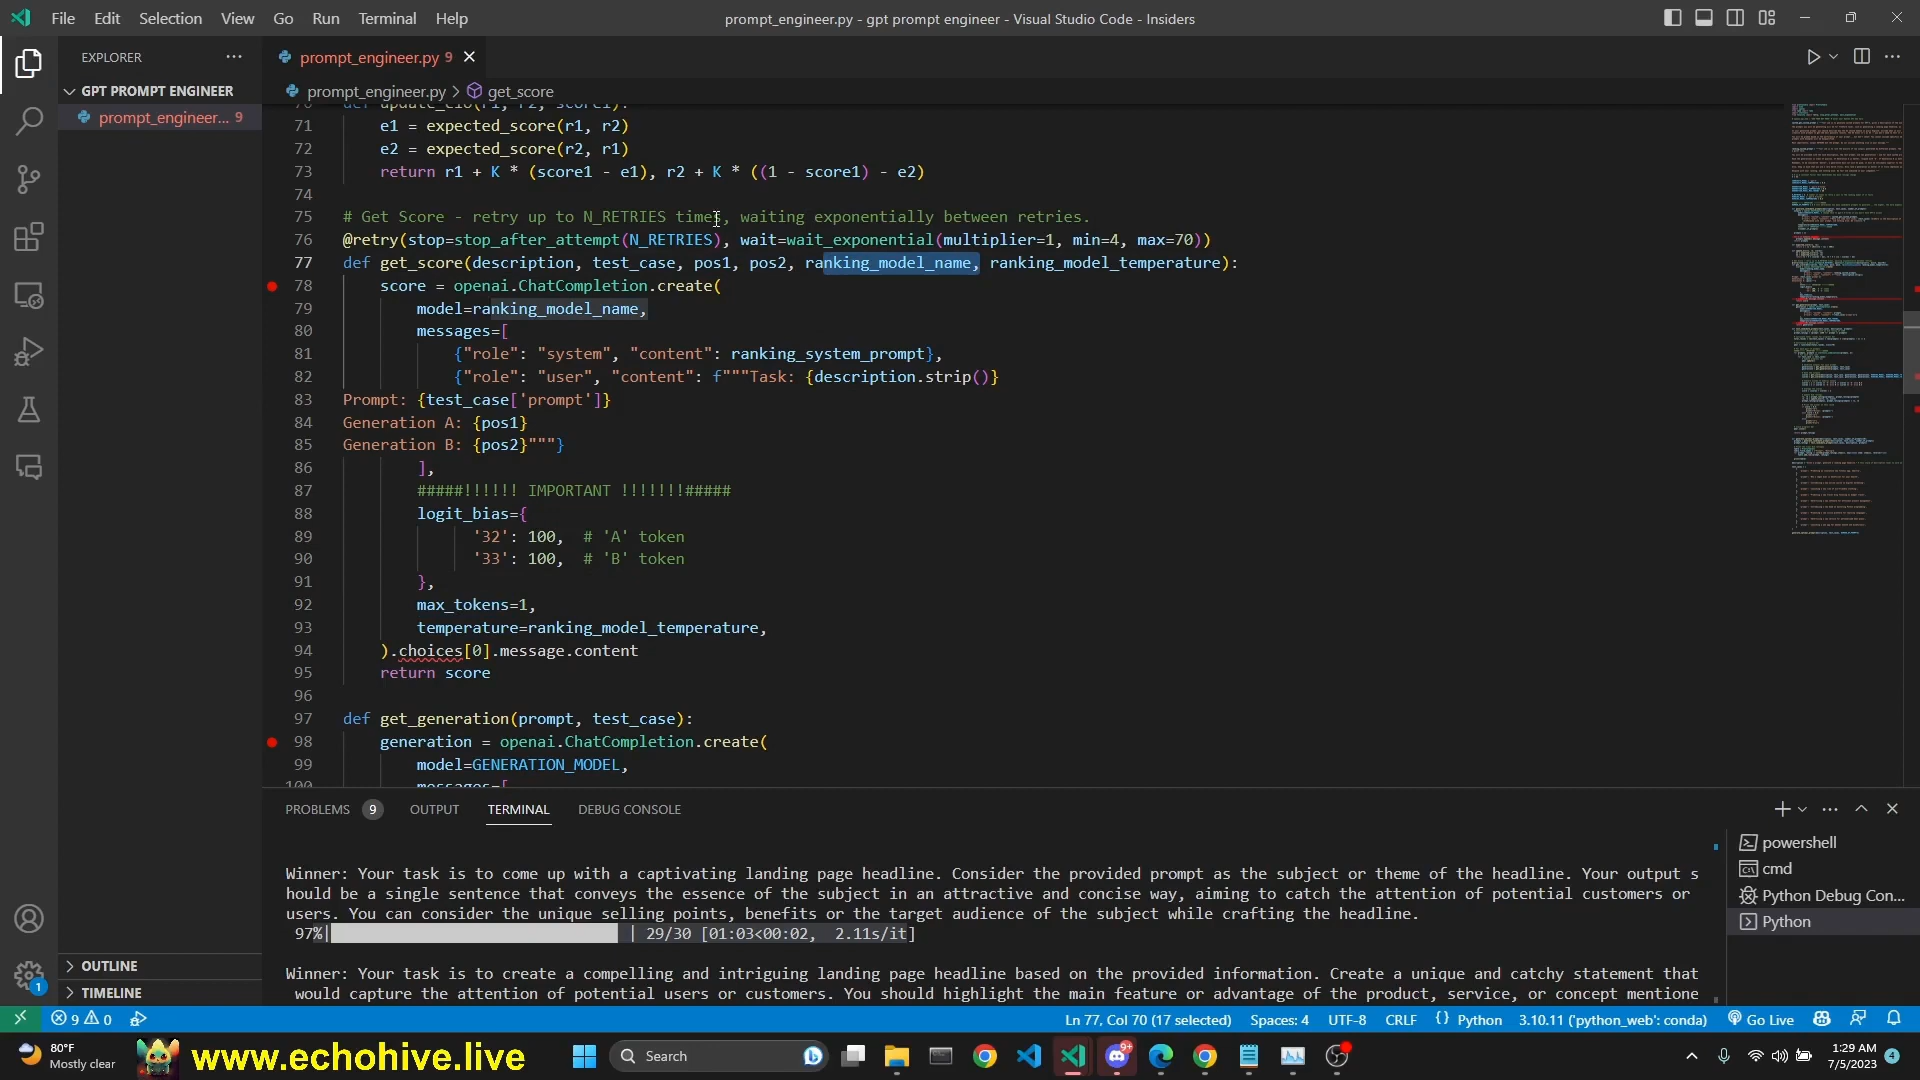 File Edit Selection View Go Run Terminal Help
prompt_engineer.py - gpt prompt engineer - Visual Studio Code - Insiders
EXPLORER
GPT PROMPT ENGINEER
prompt_engineer... 9
prompt_engineer.py 9
prompt_engineer.py > get_score
71 e1 = expected_score(r1, r2)
72 e2 = expected_score(r2, r1)
73 return r1 + K * (score1 - e1), r2 + K * ((1 - score1) - e2)
74
75 # Get Score - retry up to N_RETRIES times, waiting exponentially between retries.
76 @retry(stop=stop_after_attempt(N_RETRIES), wait=wait_exponential(multiplier=1, min=4, max=70))
77 def get_score(description, test_case, pos1, pos2, ranking_model_name, ranking_model_temperature):
78 score = openai.ChatCompletion.create(
79 model=ranking_model_name,
80 messages=[
81 {"role": "system", "content": ranking_system_prompt},
82 {"role": "user", "content": f"""Task: {description.strip()}
83 Prompt: {test_case['prompt']}
84 Generation A: {pos1}
85 Generation B: {pos2}"""}
86 ],
87 #####!!!!!! IMPORTANT !!!!!!!#####
88 logit_bias={
89 '32': 100, # 'A' token
90 '33': 100, # 'B' token
91 },
92 max_tokens=1,
93 temperature=ranking_model_temperature,
94 ).choices[0].message.content
95 return score
96
97 def get_generation(prompt, test_case):
98 generation = openai.ChatCompletion.create(
99 model=GENERATION_MODEL,
100 messages=[
PROBLEMS 9 OUTPUT TERMINAL DEBUG CONSOLE
Winner: Your task is to come up with a captivating landing page headline. Consider the provided prompt as the subject or theme of the headline. Your output s
hould be a single sentence that conveys the essence of the subject in an attractive and concise way, aiming to catch the attention of potential customers or
users. You can consider the unique selling points, benefits or the target audience of the subject while crafting the headline.
97%| | 29/30 [01:03<00:02, 2.11s/it]
Winner: Your task is to create a compelling and intriguing landing page headline based on the provided information. Create a unique and catchy statement that
would capture the attention of potential users or customers. You should highlight the main feature or advantage of the product, service, or concept mentione
powershell
cmd
Python Debug Con...
Python
OUTLINE
TIMELINE
1
9 0
Ln 77, Col 70 (17 selected) Spaces: 4 UTF-8 CRLF {} Python 3.10.11 ('python_web': conda) Go Live
80°F
Mostly clear
www.echohive.live
Search
9+
1:29 AM
7/5/2023
4